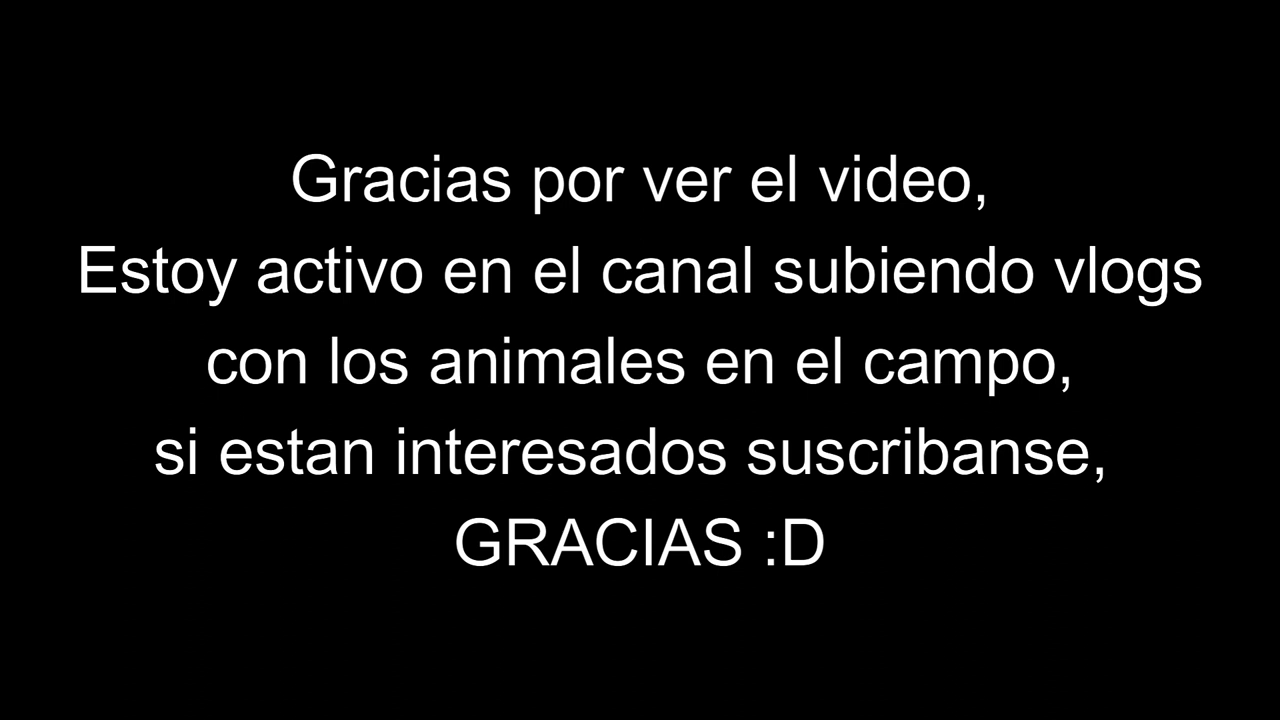 Gracias por ver el video,
Estoy activo en el canal subiendo vlogs
con los animales en el campo,
si estan interesados suscribanse,
GRACIAS :D